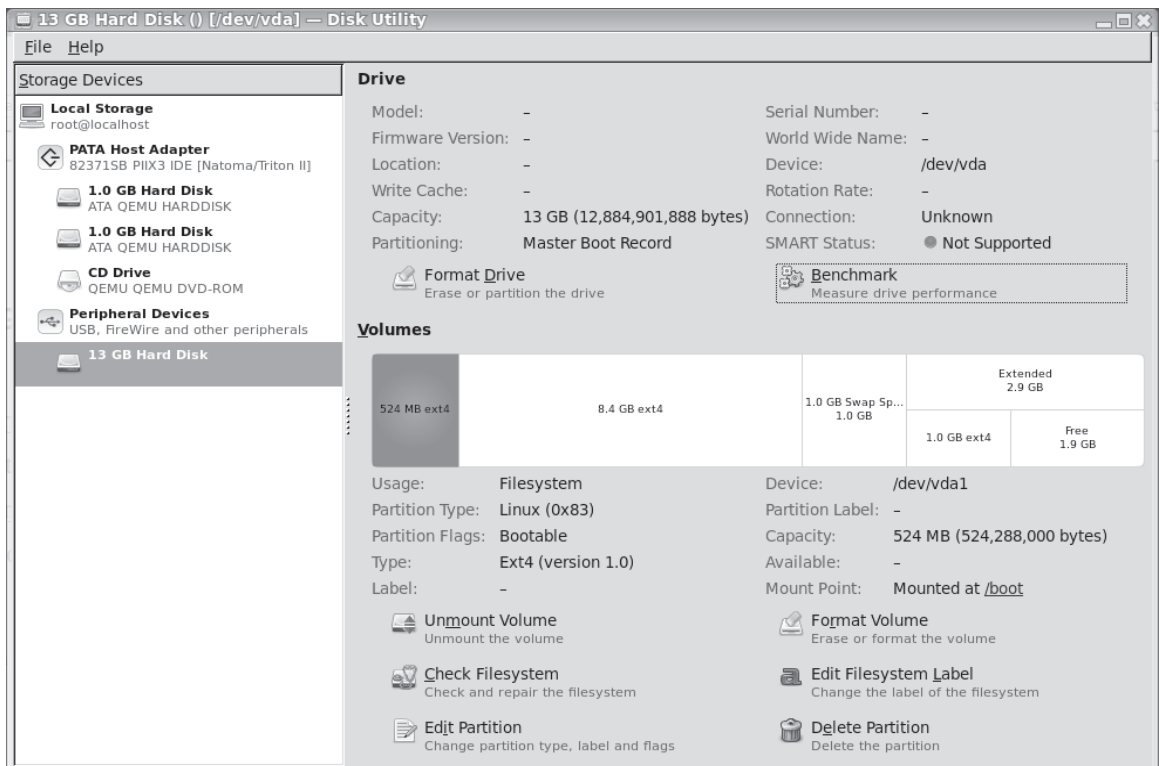 13 GB Hard Disk () [/dev/vda] — Disk Utility
File Help
Storage Devices
Local Storage
root@localhost
PATA Host Adapter
82371SB PIIX3 IDE [Natoma/Triton II]
1.0 GB Hard Disk
ATA QEMU HARDDISK
1.0 GB Hard Disk
ATA QEMU HARDDISK
CD Drive
QEMU QEMU DVD-ROM
Peripheral Devices
USB, FireWire and other peripherals
13 GB Hard Disk
Drive
Model: – Serial Number: –
Firmware Version: – World Wide Name: –
Location: – Device: /dev/vda
Write Cache: – Rotation Rate: –
Capacity: 13 GB (12,884,901,888 bytes) Connection: Unknown
Partitioning: Master Boot Record SMART Status: Not Supported
Format Drive
Erase or partition the drive
Benchmark
Measure drive performance
Volumes
524 MB ext4
8.4 GB ext4
1.0 GB Swap Sp...
1.0 GB
Extended
2.9 GB
1.0 GB ext4
Free
1.9 GB
Usage: Filesystem Device: /dev/vda1
Partition Type: Linux (0x83) Partition Label: –
Partition Flags: Bootable Capacity: 524 MB (524,288,000 bytes)
Type: Ext4 (version 1.0) Available: –
Label: – Mount Point: Mounted at /boot
Unmount Volume
Unmount the volume
Format Volume
Erase or format the volume
Check Filesystem
Check and repair the filesystem
Edit Filesystem Label
Change the label of the filesystem
Edit Partition
Change partition type, label and flags
Delete Partition
Delete the partition